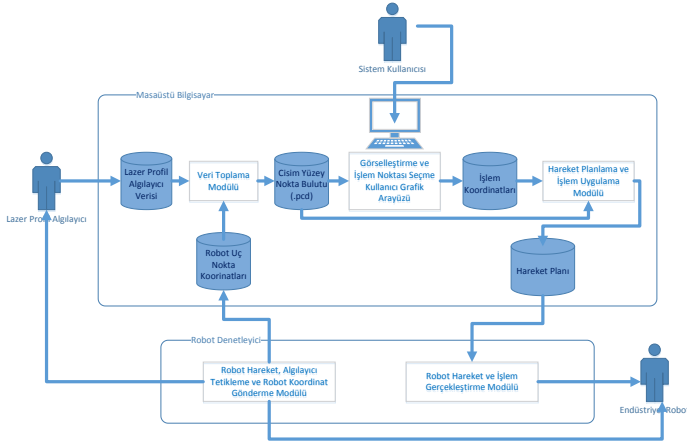 Sistem Kullanıcısı
Masaüstü Bilgisayar
Lazer Profil Algılayıcı
Lazer Profil
Algılayıcı
Verisi
Veri Toplama
Modülü
Cisim Yüzey
Nokta Bulutu
(.pcd)
Görselleştirme ve
İşlem Noktası Seçme
Kullanıcı Grafik
Arayüzü
İşlem
Koordinatları
Hareket Planlama ve
İşlem Uygulama
Modülü
Robot Uç
Nokta
Koorinatları
Hareket Planı
Robot Denetleyici
Robot Hareket, Algılayıcı
Tetikleme ve Robot Koordinat
Gönderme Modülü
Robot Hareket ve İşlem
Gerçekleştirme Modülü
Endüstriyel Robot